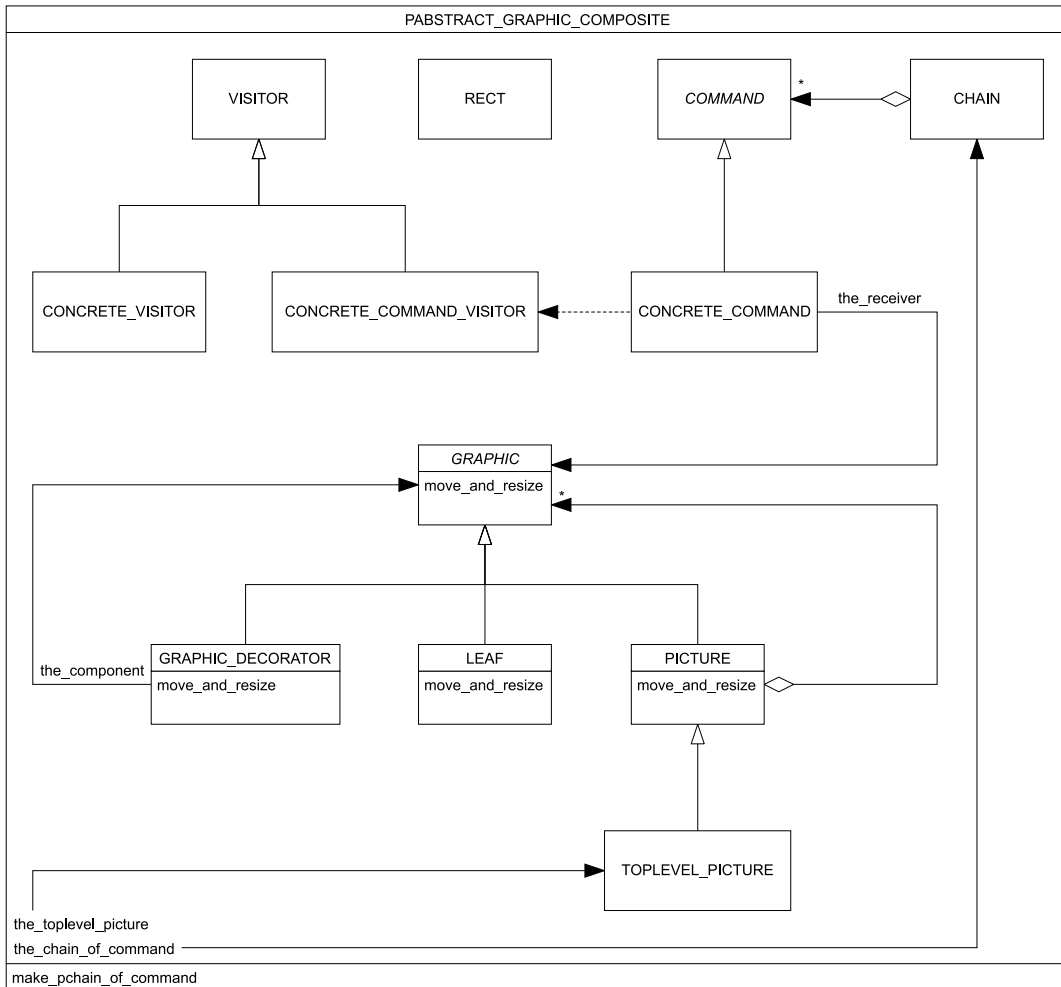 PABSTRACT_GRAPHIC_COMPOSITE
VISITOR
RECT
COMMAND
*
CHAIN
CONCRETE_VISITOR
CONCRETE_COMMAND_VISITOR
CONCRETE_COMMAND
the_receiver
GRAPHIC
move_and_resize
*
the_component
GRAPHIC_DECORATOR
move_and_resize
LEAF
move_and_resize
PICTURE
move_and_resize
TOPLEVEL_PICTURE
the_toplevel_picture
the_chain_of_command
make_pchain_of_command